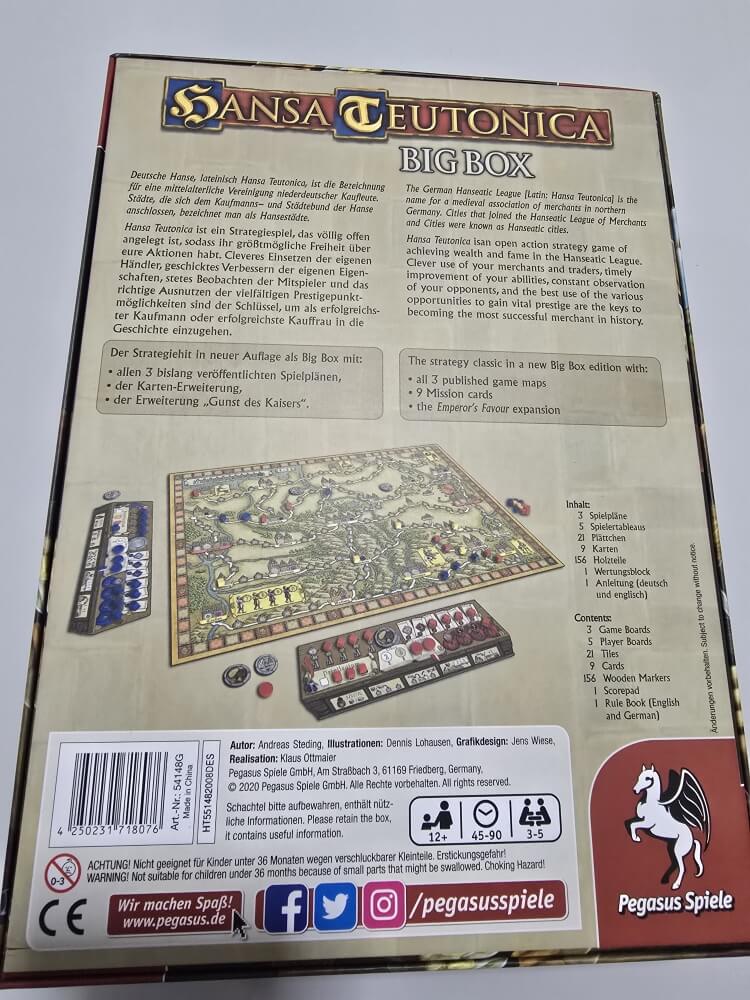 HANSA TEUTONICA
BIG BOX
Deutsche Hanse, lateinisch Hansa Teutonica, ist die Bezeichnung
für eine mittelalterliche Vereinigung niederdeutscher Kaufleute.
Städte, die sich dem Kaufmanns– und Städtebund der Hanse
anschlossen, bezeichnet man als Hansestädte.
Hansa Teutonica ist ein Strategiespiel, das völlig offen
angelegt ist, sodass ihr größtmögliche Freiheit über
eure Aktionen habt. Cleveres Einsetzen der eigenen
Händler, geschicktes Verbessern der eigenen Eigen-
schaften, stetes Beobachten der Mitspieler und das
richtige Ausnutzen der vielfältigen Prestigepunkt-
möglichkeiten sind der Schlüssel, um als erfolgreichs-
ter Kaufmann oder erfolgreichste Kauffrau in die
Geschichte einzugehen.
The German Hanseatic League [Latin: Hansa Teutonica] is the
name for a medieval association of merchants in northern
Germany. Cities that joined the Hanseatic League of Merchants
and Cities were known as Hanseatic cities.
Hansa Teutonica isan open action strategy game of
achieving wealth and fame in the Hanseatic League.
Clever use of your merchants and traders, timely
improvement of your abilities, constant observation
of your opponents, and the best use of the various
opportunities to gain vital prestige are the keys to
becoming the most successful merchant in history.
Der Strategiehit in neuer Auflage als Big Box mit:
• allen 3 bislang veröffentlichten Spielplänen,
• der Karten-Erweiterung,
• der Erweiterung „Gunst des Kaisers“.
The strategy classic in a new Big Box edition with:
• all 3 published game maps
• 9 Mission cards
• the Emperor's Favour expansion
Inhalt:
3 Spielpläne
5 Spielertableaus
21 Plättchen
9 Karten
156 Holzteile
1 Wertungsblock
1 Anleitung (deutsch
und englisch)
Contents:
3 Game Boards
5 Player Boards
21 Tiles
9 Cards
156 Wooden Markers
1 Scorepad
1 Rule Book (English
and German)
Änderungen vorbehalten. Subject to change without notice.
4 250231 718076
Art.-Nr.: 54148G
Made in China
HT551482008DES
Autor: Andreas Steding, Illustrationen: Dennis Lohausen, Grafikdesign: Jens Wiese,
Realisation: Klaus Ottmaier
Pegasus Spiele GmbH, Am Straßbach 3, 61169 Friedberg, Germany,
© 2020 Pegasus Spiele GmbH. Alle Rechte vorbehalten. All rights reserved.
Schachtel bitte aufbewahren, enthält nütz-
liche Informationen. Please retain the box,
it contains useful information.
12+
45-90
3-5
0-3
ACHTUNG! Nicht geeignet für Kinder unter 36 Monaten wegen verschluckbarer Kleinteile. Erstickungsgefahr!
WARNING! Not suitable for children under 36 months because of small parts that might be swallowed. Choking Hazard!
CE
Wir machen Spaß!
www.pegasus.de
/pegasusspiele
Pegasus Spiele